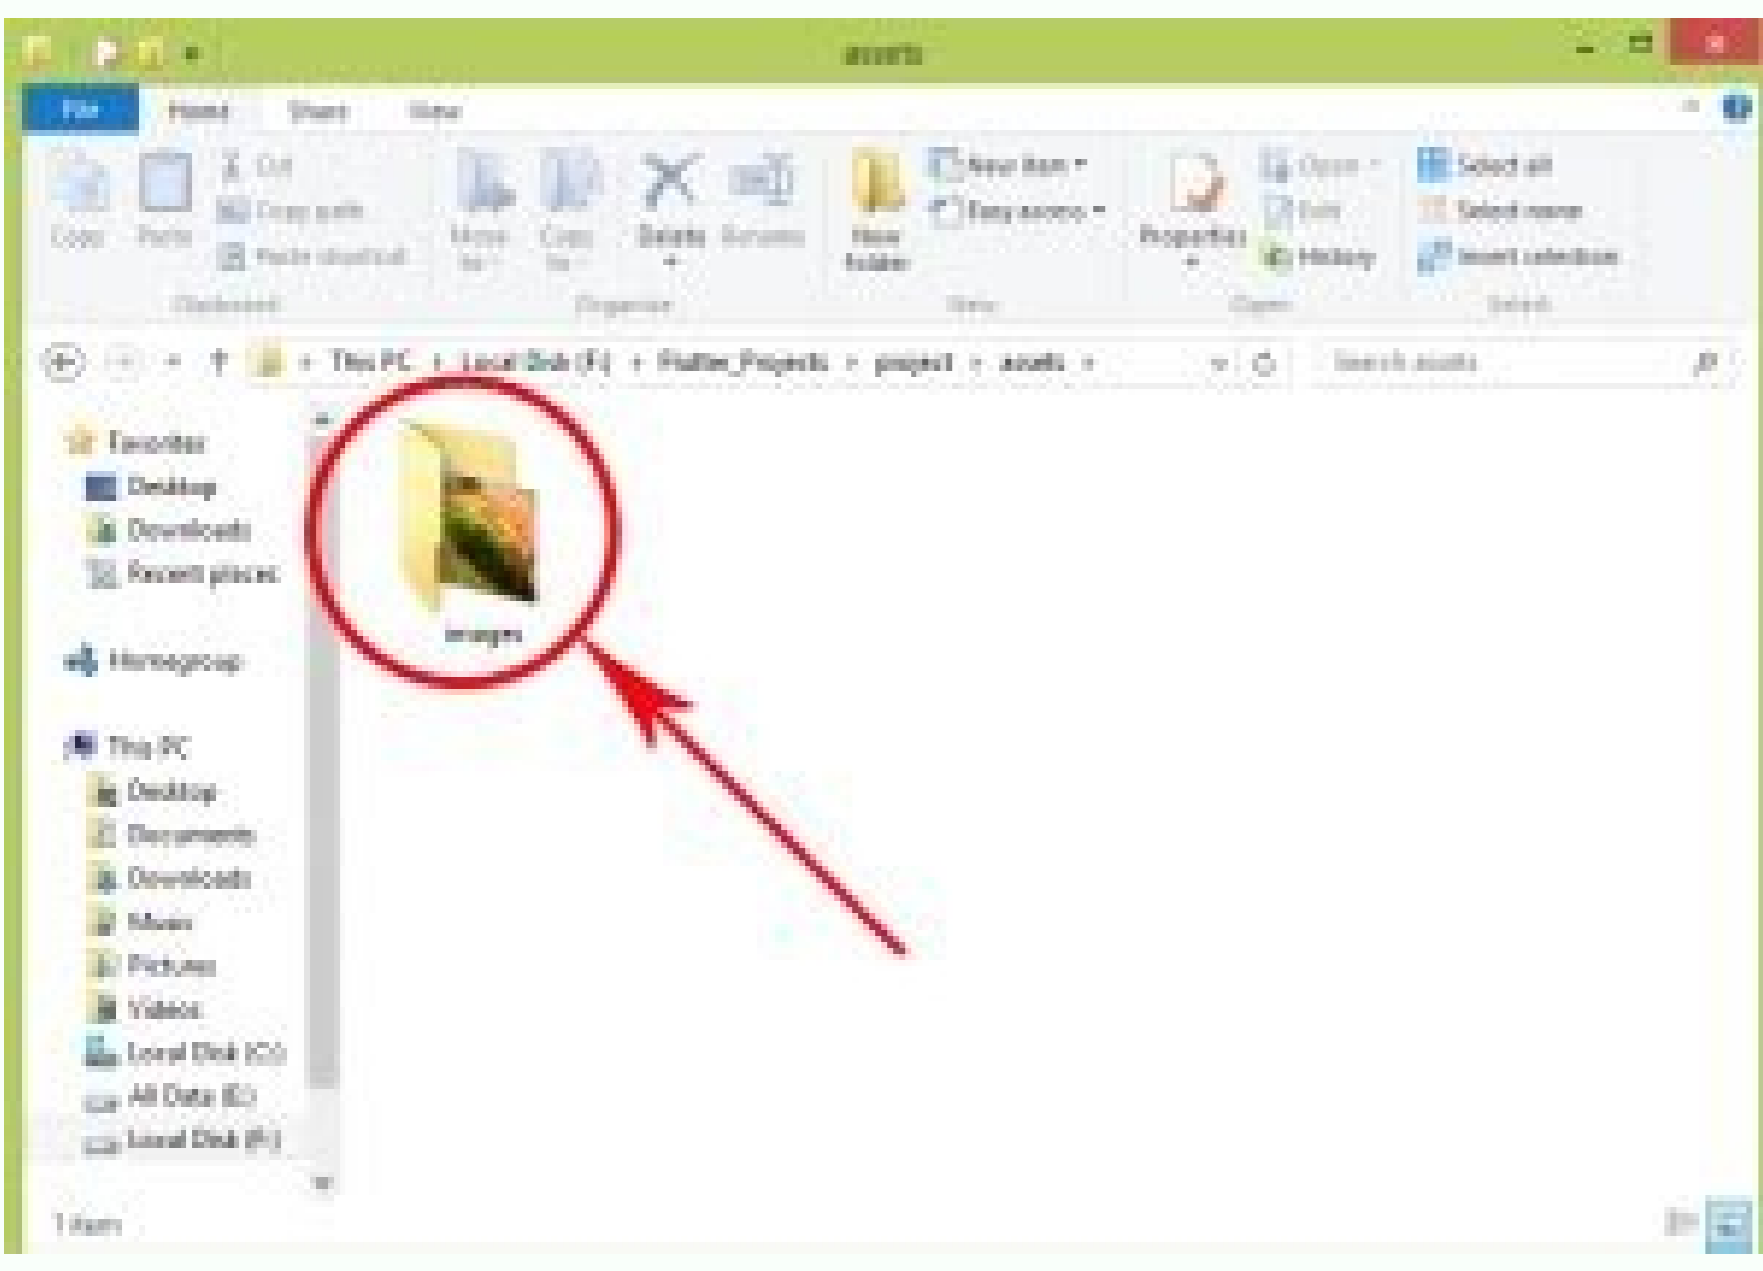 assets
File Home Share View
Cut
New item Open Select all
Copy path Easy access Edit Select none
Copy Paste Move Copy Delete Rename New Properties
Paste shortcut to to folder History Invert selection
Clipboard Organize New Open Select
This PC Local Disk (F:) Flutter_Projects project assets Search assets
Favorites
Desktop
Downloads
Recent places
images
Homegroup
This PC
Desktop
Documents
Downloads
Music
Pictures
Videos
Local Disk (C:)
All Data (E:)
Local Disk (F:)
1 item